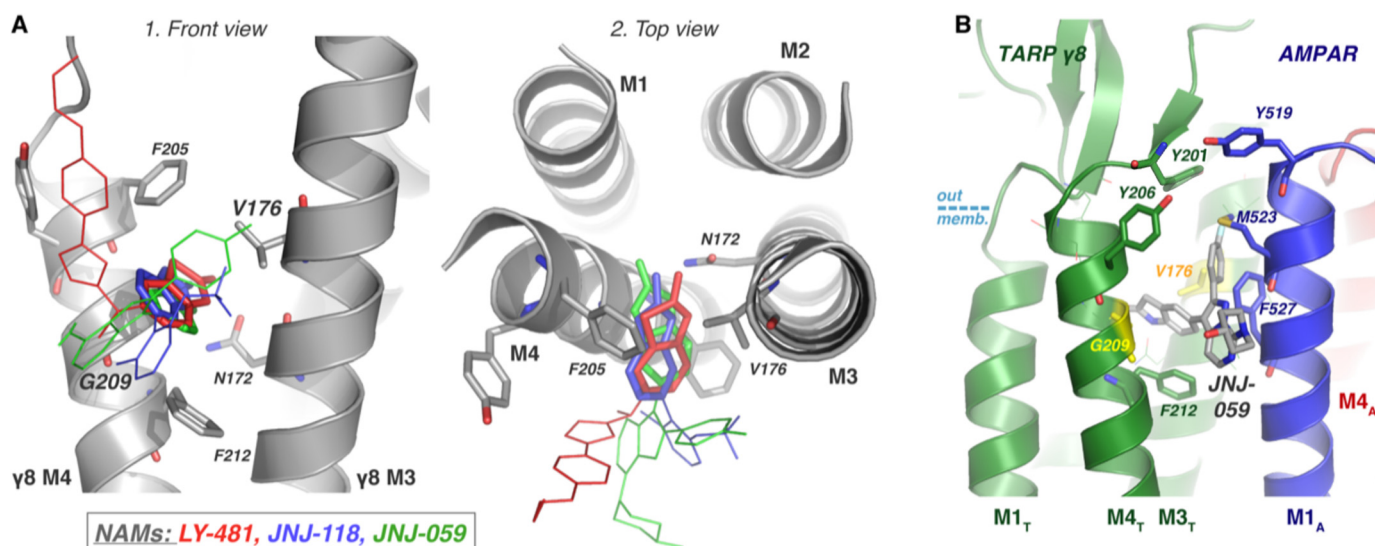 A
1. Front view
F205
V176
G209
N172
F212
γ8 M4
γ8 M3
NAMs: LY-481, JNJ-118, JNJ-059
2. Top view
M1
M2
N172
M4
F205
V176
M3
B
TARP γ8
AMPAR
Y519
Y201
Y206
out
memb.
M523
V176
F527
G209
JNJ-
059
F212
M4A
M1T
M4T
M3T
M1A